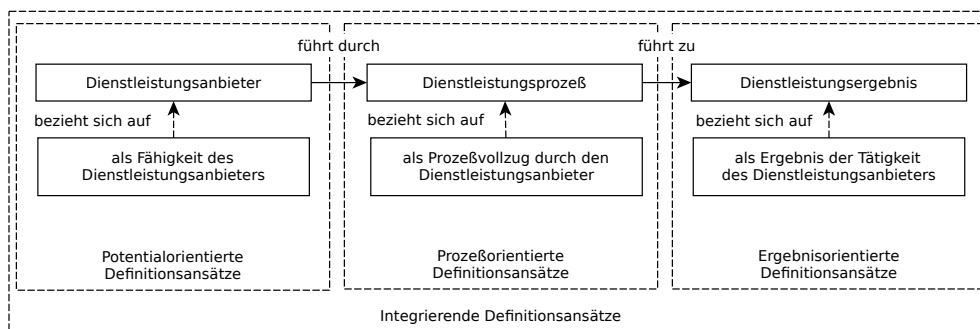 führt durch
führt zu
Dienstleistungsanbieter
Dienstleistungsprozeß
Dienstleistungsergebnis
bezieht sich auf
bezieht sich auf
bezieht sich auf
als Fähigkeit des
Dienstleistungsanbieters
als Prozeßvollzug durch den
Dienstleistungsanbieter
als Ergebnis der Tätigkeit
des Dienstleistungsanbieters
Potentialorientierte
Definitionsansätze
Prozeßorientierte
Definitionsansätze
Ergebnisorientierte
Definitionsansätze
Integrierende Definitionsansätze